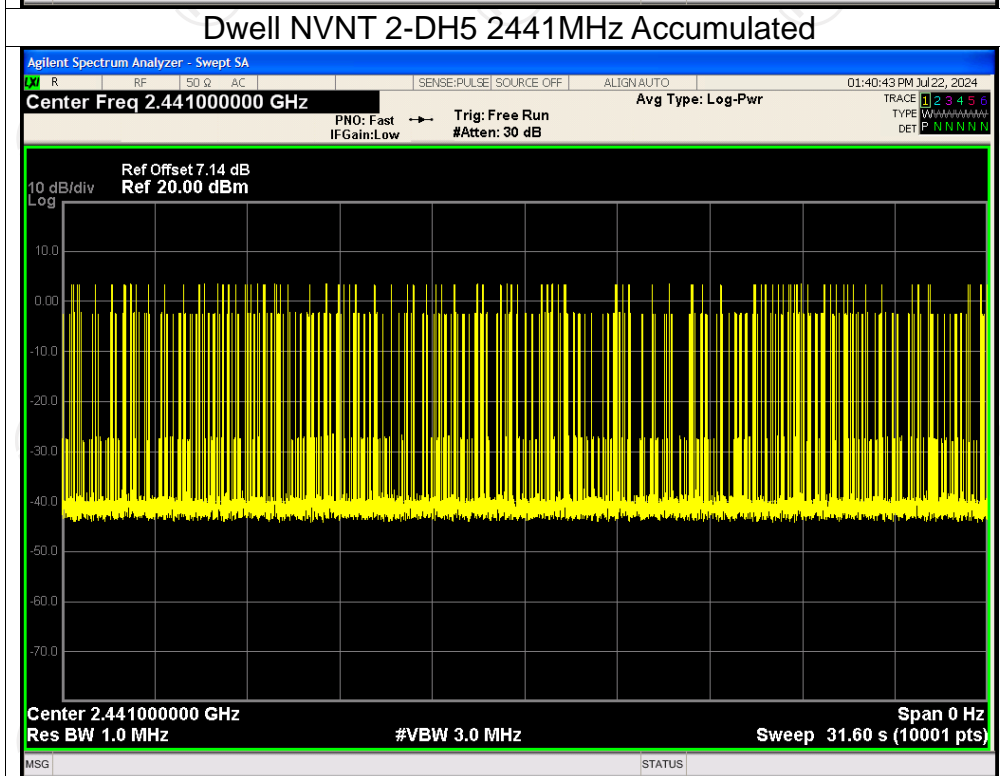 Dwell NVNT 2-DH5 2441MHz Accumulated
Agilent Spectrum Analyzer - Swept SA
LXI R RF 50 Ω AC SENSE:PULSE SOURCE OFF ALIGN AUTO 01:40:43 PM Jul 22, 2024
Center Freq 2.441000000 GHz Avg Type: Log-Pwr TRACE 1 2 3 4 5 6
PNO: Fast Trig: Free Run TYPE W
IFGain:Low #Atten: 30 dB DET P N N N N N
Ref Offset 7.14 dB
10 dB/div Ref 20.00 dBm
Log
10.0
0.00
-10.0
-20.0
-30.0
-40.0
-50.0
-60.0
-70.0
Center 2.441000000 GHz Span 0 Hz
Res BW 1.0 MHz #VBW 3.0 MHz Sweep 31.60 s (10001 pts)
MSG STATUS